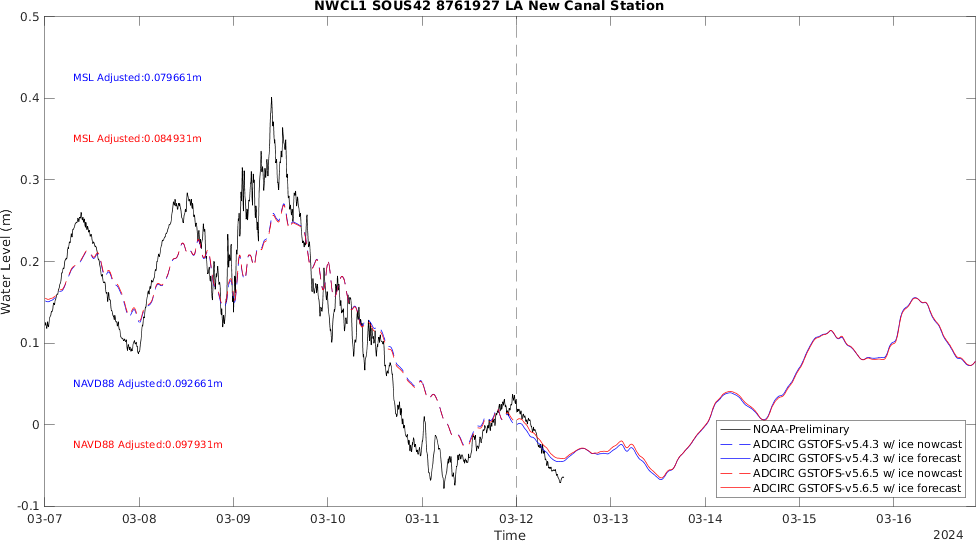 NWCL1 SOUS42 8761927 LA New Canal Station
0.5
0.4
0.3
0.2
0.1
0
-0.1
Water Level (m)
MSL Adjusted:0.079661m
MSL Adjusted:0.084931m
NAVD88 Adjusted:0.092661m
NAVD88 Adjusted:0.097931m
NOAA-Preliminary
ADCIRC GSTOFS-v5.4.3 w/ ice nowcast
ADCIRC GSTOFS-v5.4.3 w/ ice forecast
ADCIRC GSTOFS-v5.6.5 w/ ice nowcast
ADCIRC GSTOFS-v5.6.5 w/ ice forecast
03-07 03-08 03-09 03-10 03-11 03-12 03-13 03-14 03-15 03-16
Time
2024